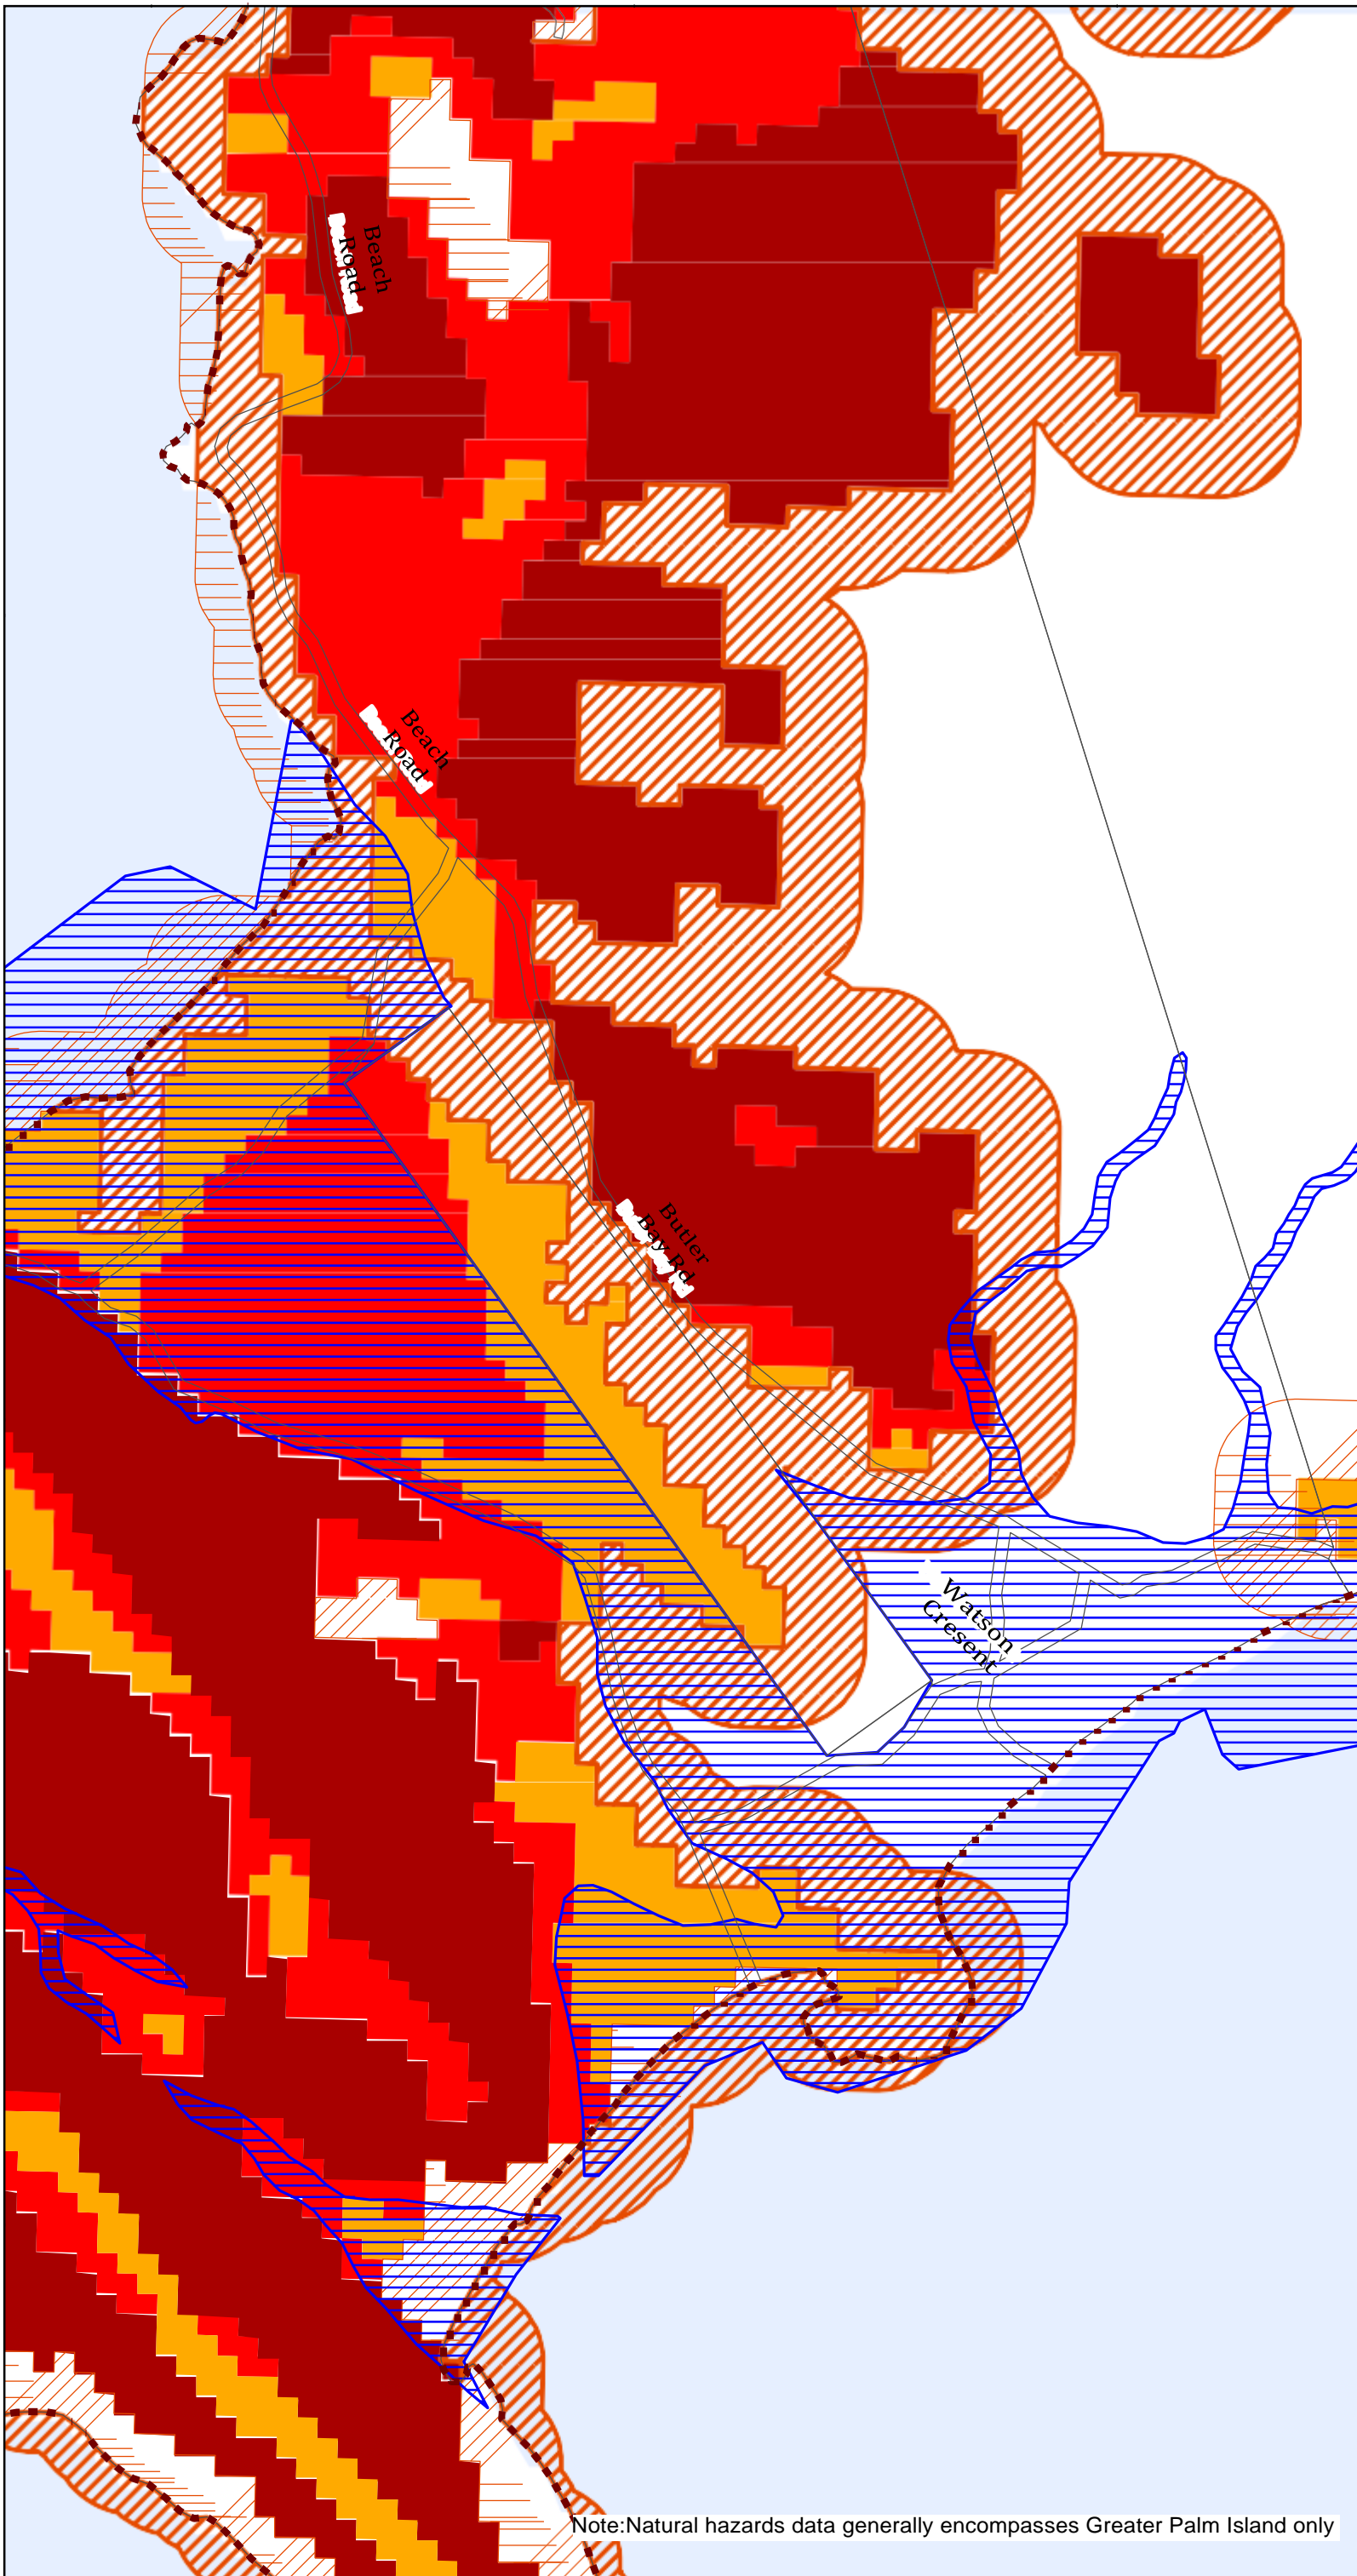 Beach
Road
Beach
Road
Butler
Bay Rd
Watson
Cresent
Note:Natural hazards data generally encompasses Greater Palm Island only